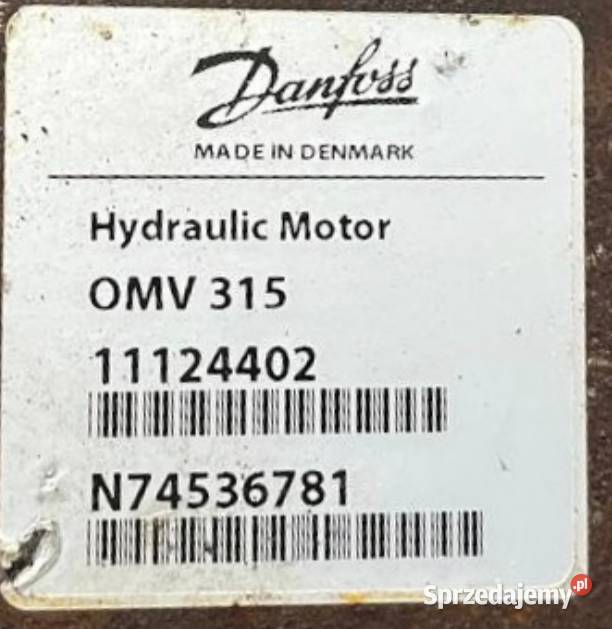 Danfoss
MADE IN DENMARK
Hydraulic Motor
OMV 315
11124402
N74536781
Sprzedajemy.pl